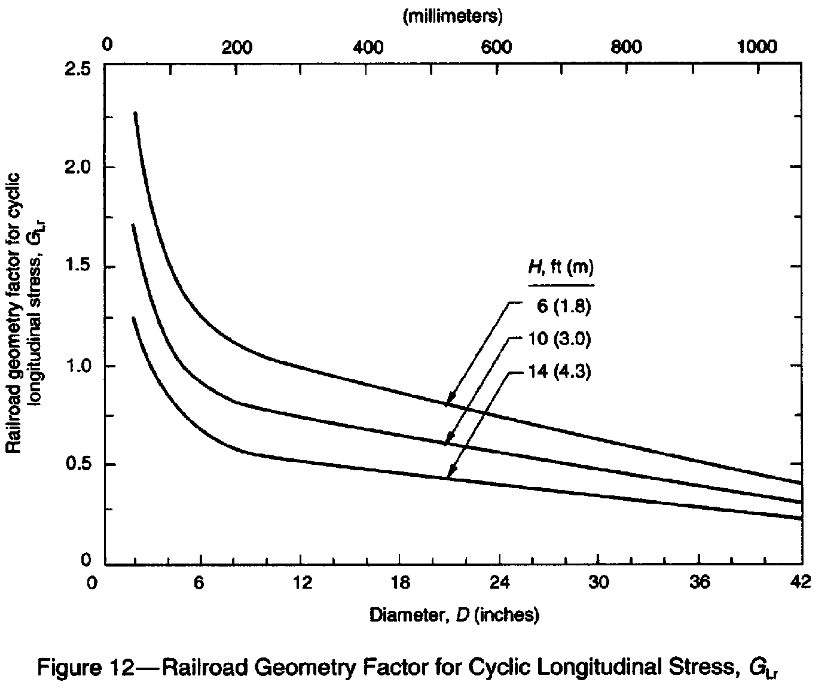 (millimeters)
0 200 400 600 800 1000
2.5
2.0
1.5
1.0
0.5
0
Railroad geometry factor for cyclic
longitudinal stress, GLr
H, ft (m)
6 (1.8)
10 (3.0)
14 (4.3)
0 6 12 18 24 30 36 42
Diameter, D (inches)
Figure 12—Railroad Geometry Factor for Cyclic Longitudinal Stress, GLr